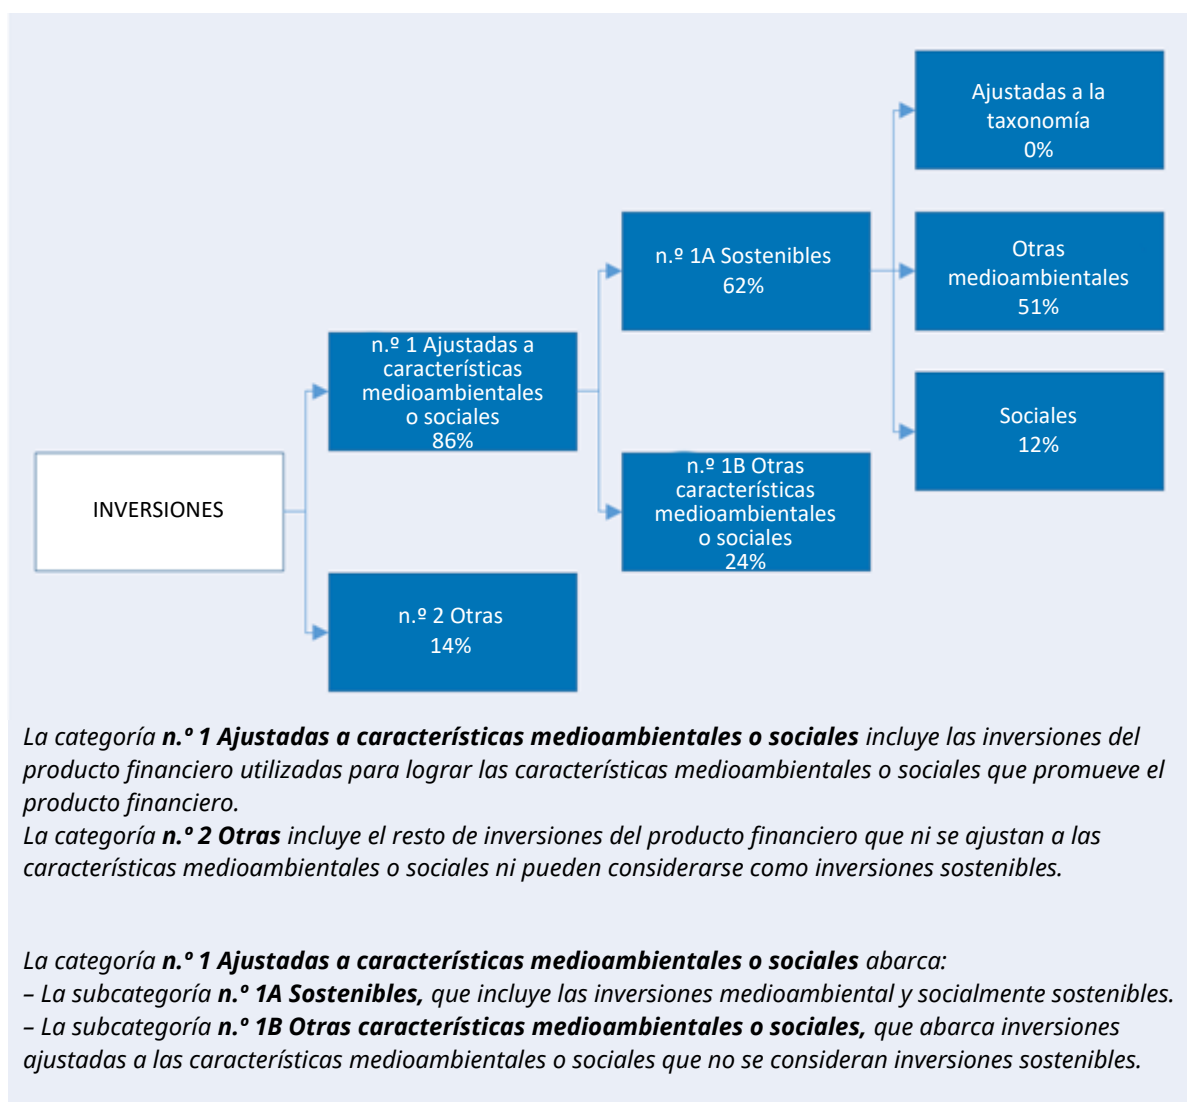 Ajustadas a la
taxonomía
0%
n.º 1A Sostenibles
62%
Otras
medioambientales
51%
n.º 1 Ajustadas a
características
medioambientales
o sociales
86%
Sociales
12%
n.º 1B Otras
características
medioambientales
o sociales
24%
INVERSIONES
n.º 2 Otras
14%
La categoría n.º 1 Ajustadas a características medioambientales o sociales incluye las inversiones del
producto financiero utilizadas para lograr las características medioambientales o sociales que promueve el
producto financiero.
La categoría n.º 2 Otras incluye el resto de inversiones del producto financiero que ni se ajustan a las
características medioambientales o sociales ni pueden considerarse como inversiones sostenibles.
La categoría n.º 1 Ajustadas a características medioambientales o sociales abarca:
– La subcategoría n.º 1A Sostenibles, que incluye las inversiones medioambiental y socialmente sostenibles.
– La subcategoría n.º 1B Otras características medioambientales o sociales, que abarca inversiones
ajustadas a las características medioambientales o sociales que no se consideran inversiones sostenibles.